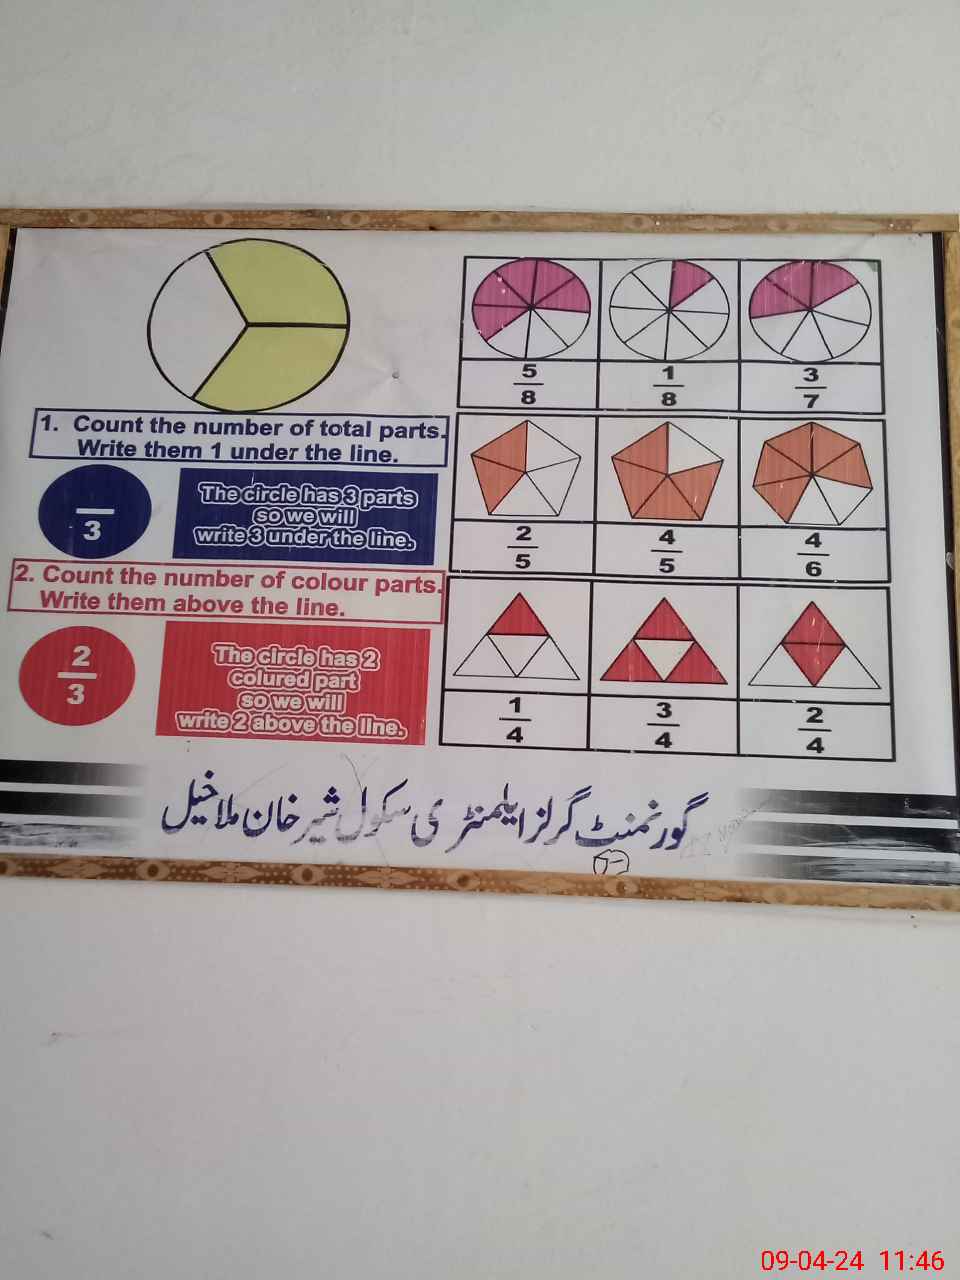 1. Count the number of total parts.
Write them 1 under the line.
3
The circle has 3 parts
so we will
write 3 under the line.
2. Count the number of colour parts.
Write them above the line.
2
3
The circle has 2
colured part
so we will
write 2 above the line.
5 1 3
8 8 7
2 4 4
5 5 6
1 3 2
4 4 4
گورنمنٹ گرلز ایلیمنٹری سکول شیر خان ملاخیل
09-04-24 11:46